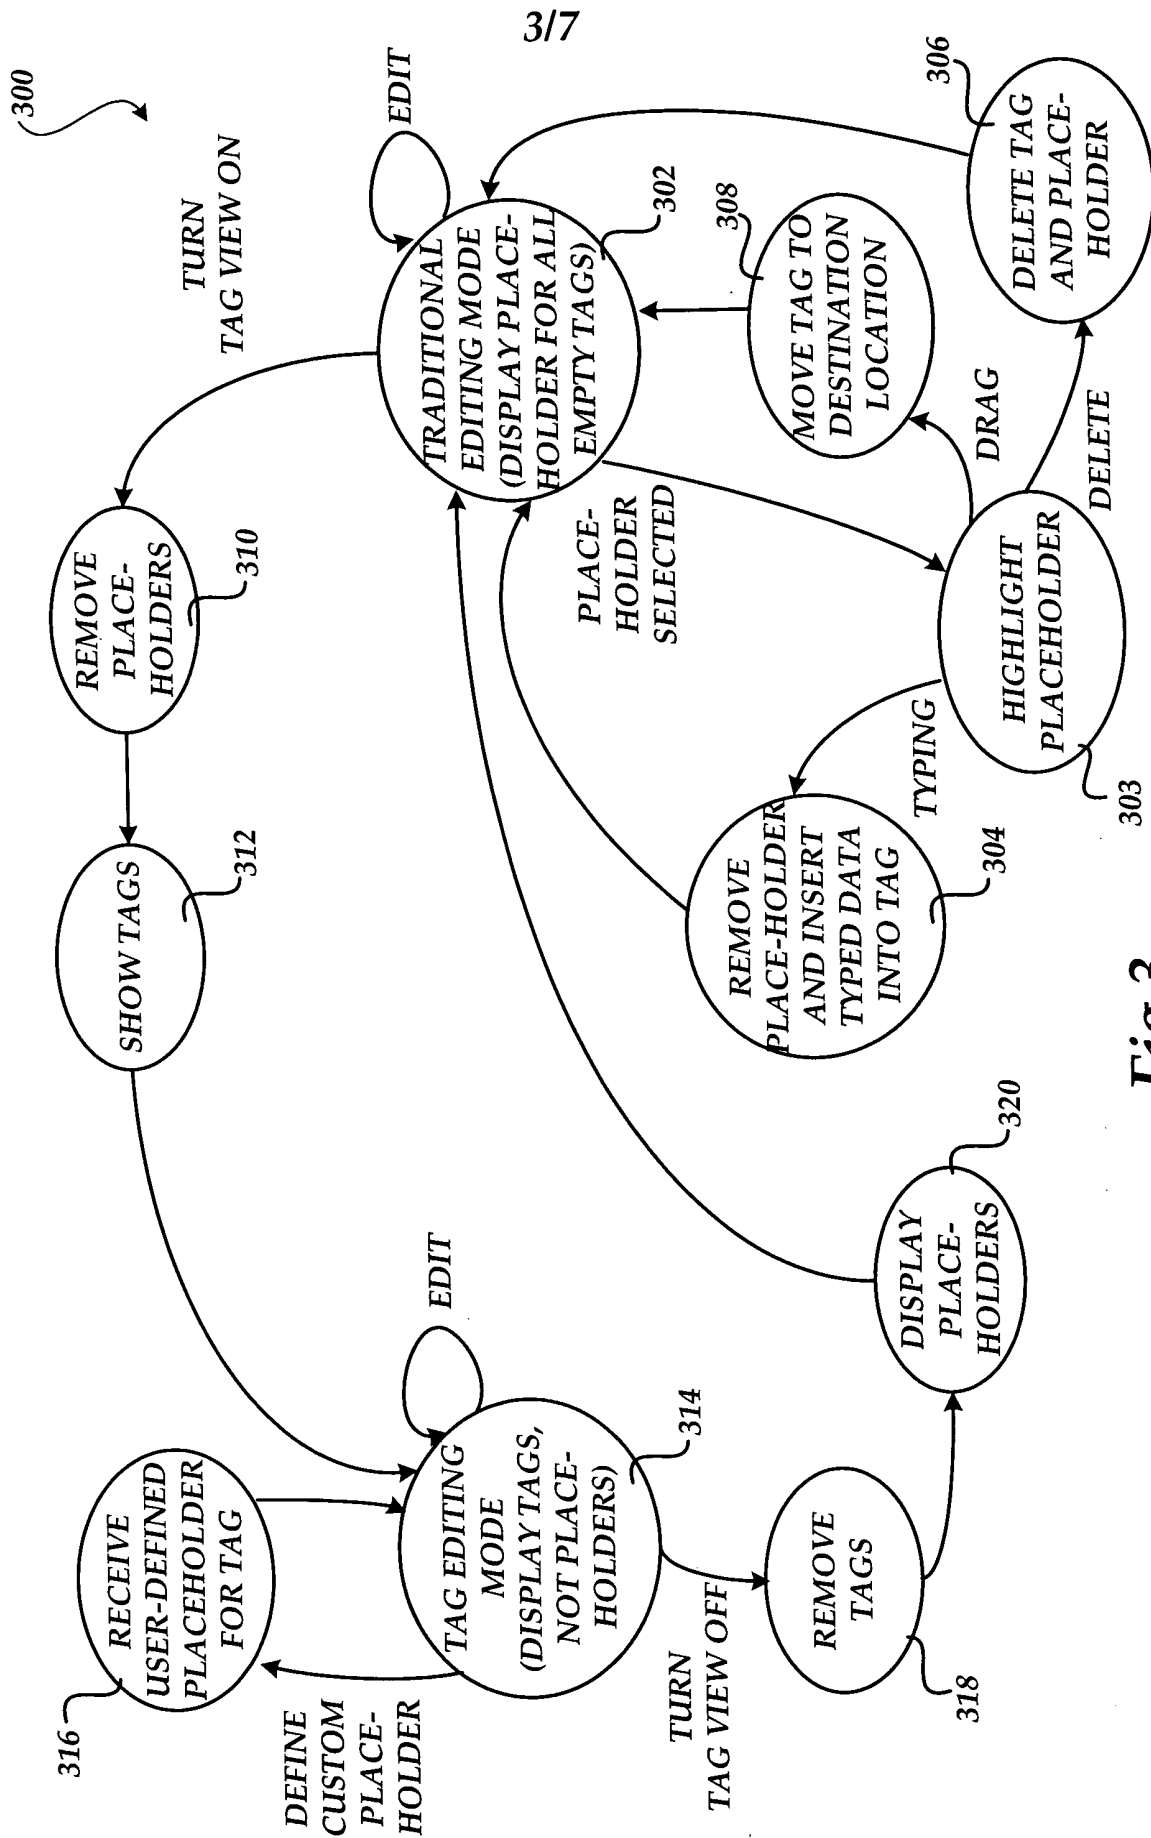 3/7
300
TURN
TAG VIEW ON
EDIT
TRADITIONAL
EDITING MODE
(DISPLAY PLACE-
HOLDER FOR ALL
EMPTY TAGS)
302
REMOVE
PLACE-
HOLDERS
310
SHOW TAGS
312
RECEIVE
USER-DEFINED
PLACEHOLDER
FOR TAG
316
DEFINE
CUSTOM
PLACE-
HOLDER
EDIT
TAG EDITING
MODE
(DISPLAY TAGS,
NOT PLACE-
HOLDERS)
314
TURN
TAG VIEW OFF
REMOVE
TAGS
318
DISPLAY
PLACE-
HOLDERS
320
REMOVE
PLACE-HOLDER
AND INSERT
TYPED DATA
INTO TAG
304
TYPING
PLACE-
HOLDER
SELECTED
HIGHLIGHT
PLACEHOLDER
303
DRAG
MOVE TAG TO
DESTINATION
LOCATION
308
DELETE
DELETE TAG
AND PLACE-
HOLDER
306
Fig. 3